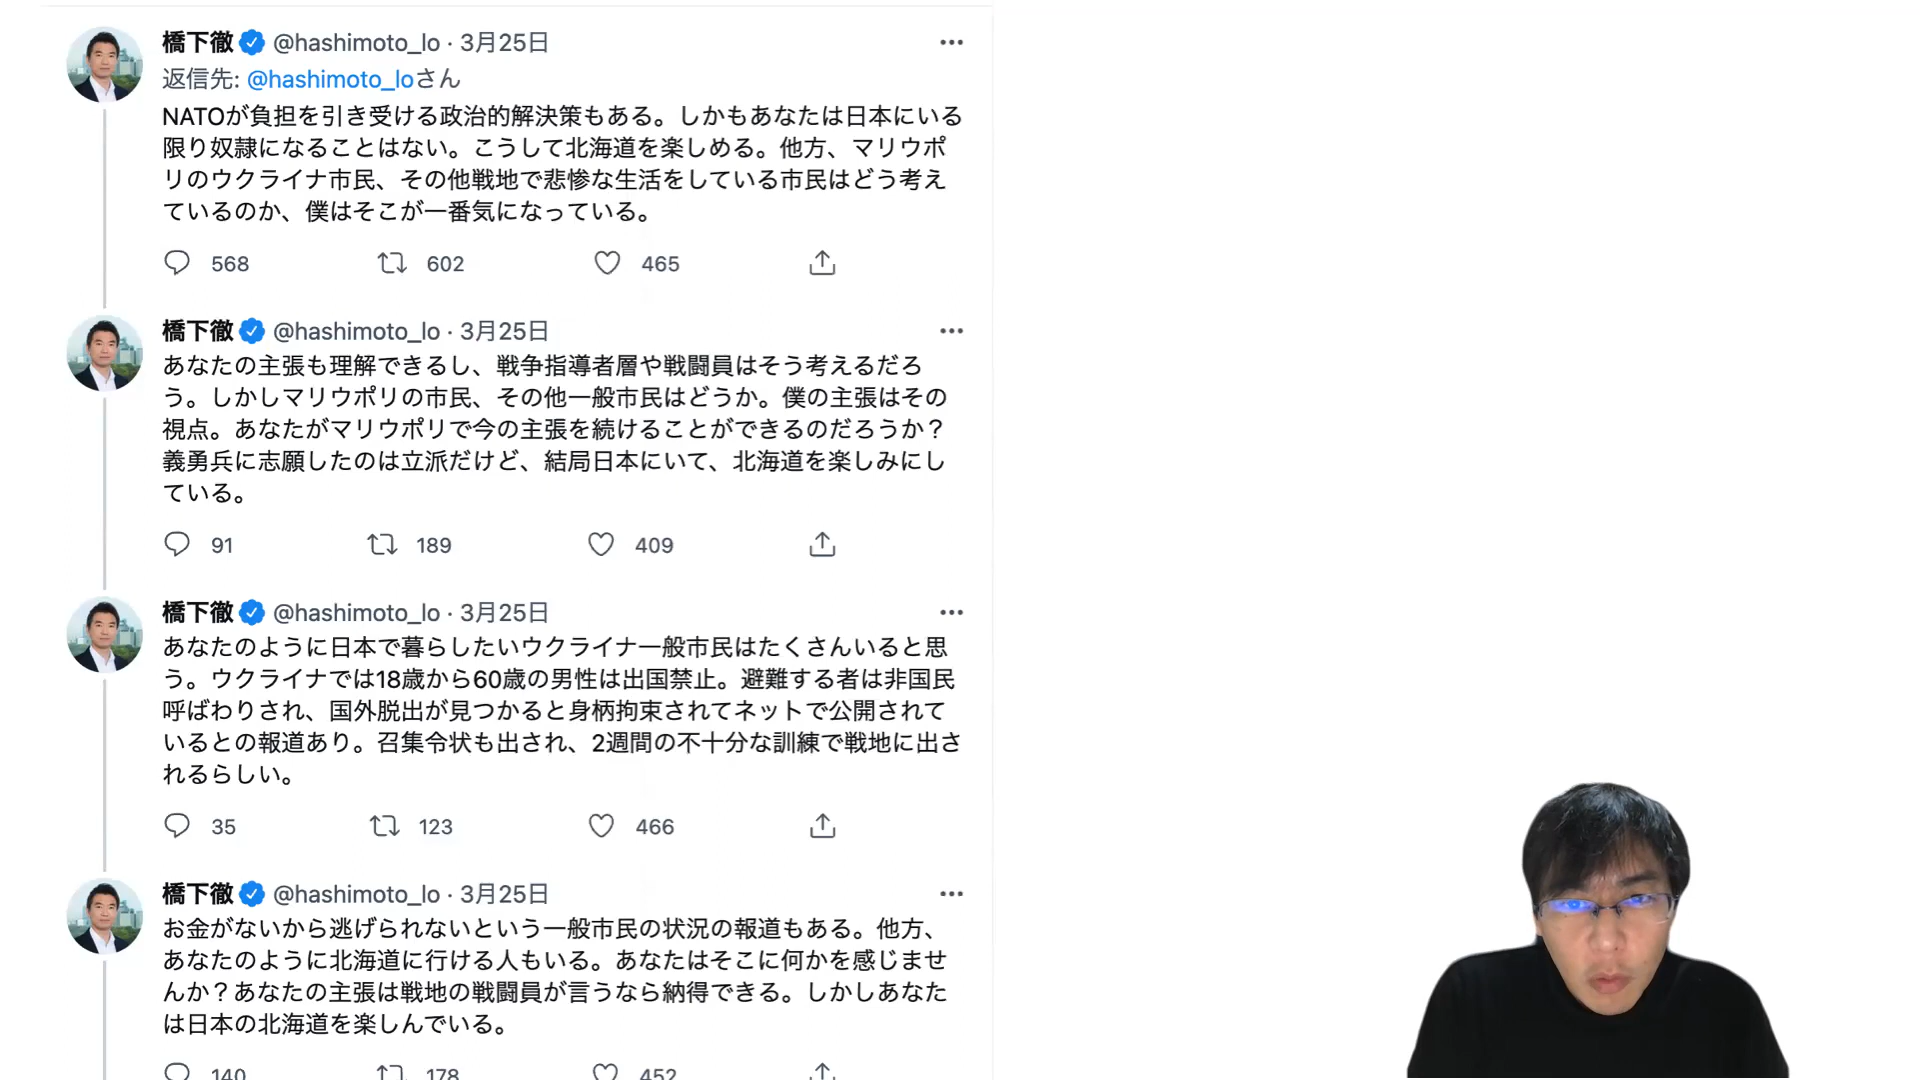 橋下徹 @hashimoto_lo · 3月25日
返信先: @hashimoto_loさん
NATOが負担を引き受ける政治的解決策もある。しかもあなたは日本にいる
限り奴隷になることはない。こうして北海道を楽しめる。他方、マリウポ
リのウクライナ市民、その他戦地で悲惨な生活をしている市民はどう考え
ているのか、僕はそこが一番気になっている。
568 602 465
橋下徹 @hashimoto_lo · 3月25日
あなたの主張も理解できるし、戦争指導者層や戦闘員はそう考えるだろ
う。しかしマリウポリの市民、その他一般市民はどうか。僕の主張はその
視点。あなたがマリウポリで今の主張を続けることができるのだろうか？
義勇兵に志願したのは立派だけど、結局日本にいて、北海道を楽しみにし
ている。
91 189 409
橋下徹 @hashimoto_lo · 3月25日
あなたのように日本で暮らしたいウクライナ一般市民はたくさんいると思
う。ウクライナでは18歳から60歳の男性は出国禁止。避難する者は非国民
呼ばわりされ、国外脱出が見つかると身柄拘束されてネットで公開されて
いるとの報道あり。召集令状も出され、2週間の不十分な訓練で戦地に出さ
れるらしい。
35 123 466
橋下徹 @hashimoto_lo · 3月25日
お金がないから逃げられないという一般市民の状況の報道もある。他方、
あなたのように北海道に行ける人もいる。あなたはそこに何かを感じませ
んか？あなたの主張は戦地の戦闘員が言うなら納得できる。しかしあなた
は日本の北海道を楽しんでいる。
140 178 452